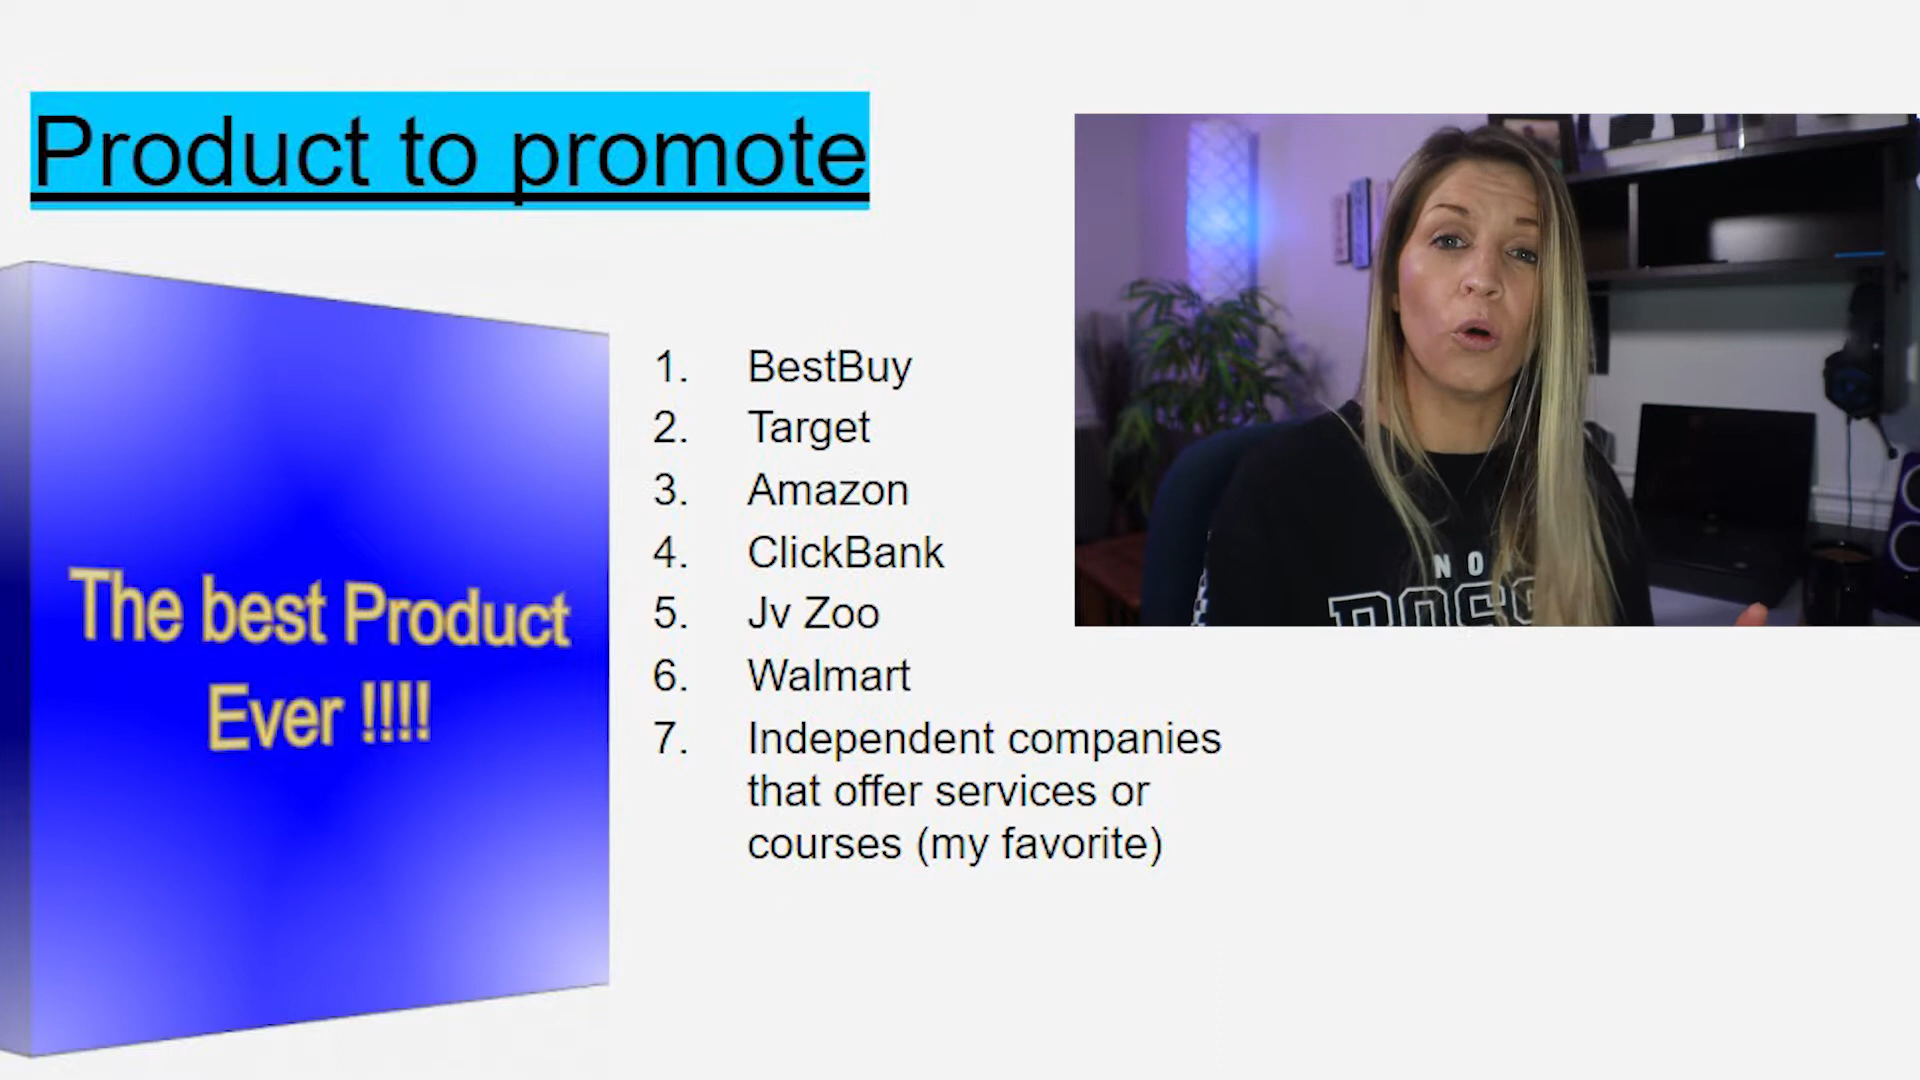 Product to promote
The best Product
Ever !!!!
1. BestBuy
2. Target
3. Amazon
4. ClickBank
5. Jv Zoo
6. Walmart
7. Independent companies
that offer services or
courses (my favorite)
NO